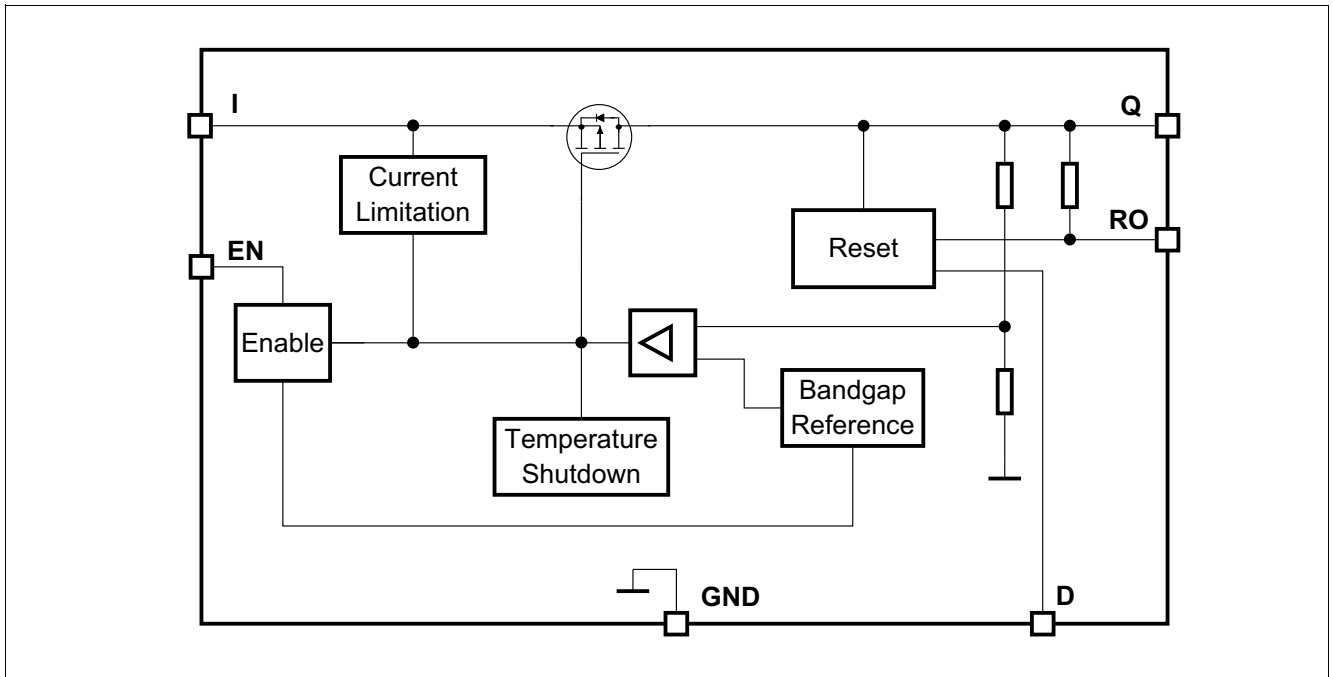 I
Q
Current
Limitation
EN
RO
Reset
Enable
Bandgap
Reference
Temperature
Shutdown
GND
D